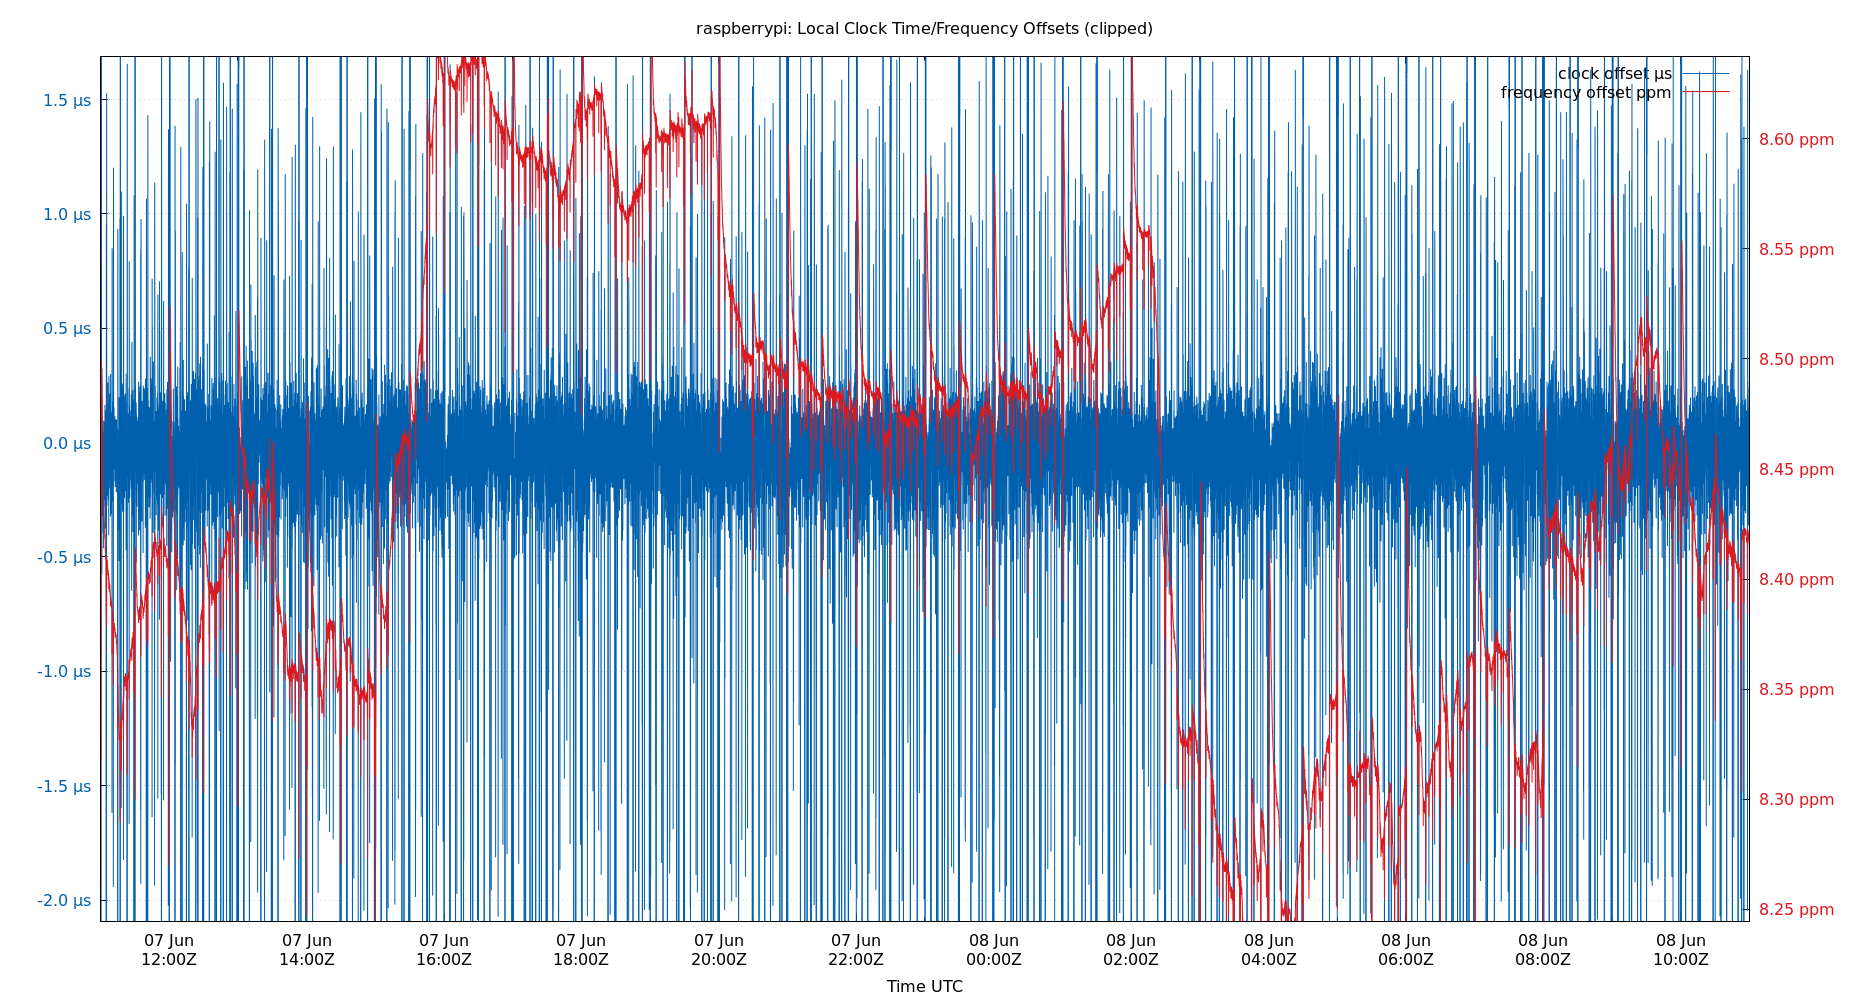 raspberrypi: Local Clock Time/Frequency Offsets (clipped)
clock offset µs
frequency offset ppm
1.5 µs
1.0 µs
0.5 µs
0.0 µs
-0.5 µs
-1.0 µs
-1.5 µs
-2.0 µs
8.60 ppm
8.55 ppm
8.50 ppm
8.45 ppm
8.40 ppm
8.35 ppm
8.30 ppm
8.25 ppm
07 Jun 07 Jun 07 Jun 07 Jun 07 Jun 07 Jun 08 Jun 08 Jun 08 Jun 08 Jun 08 Jun 08 Jun
12:00Z 14:00Z 16:00Z 18:00Z 20:00Z 22:00Z 00:00Z 02:00Z 04:00Z 06:00Z 08:00Z 10:00Z
Time UTC